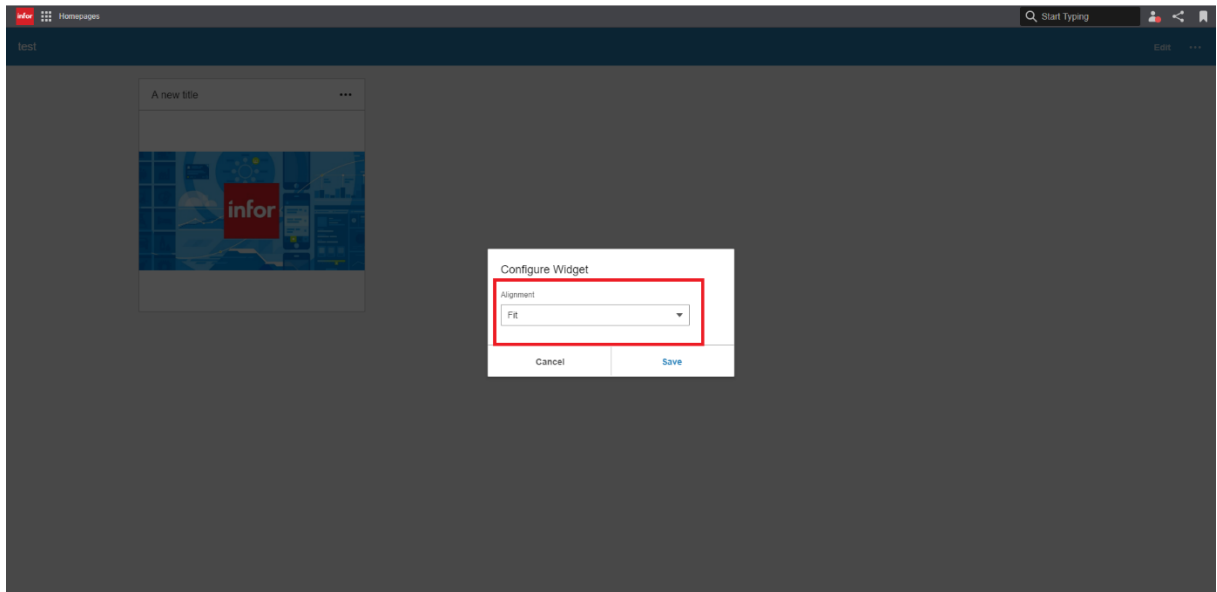 infor Homepages Start Typing
test Edit
A new title
infor
Configure Widget
Alignment
Fit
Cancel Save